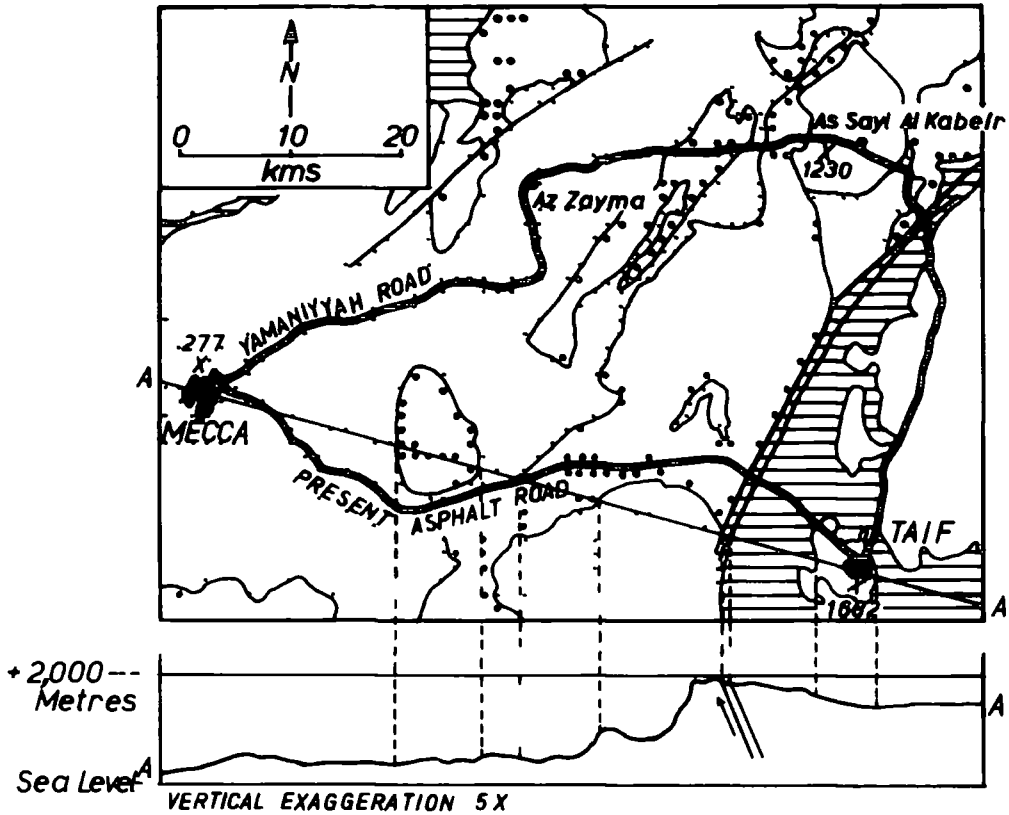 N
0 10 20
kms
As Sayl Al Kabeir
1230
Az Zayma
YAMANIYYAH ROAD
277
X
A
MECCA
PRESENT ASPHALT ROAD
TAIF
X
1682
A
+2,000---
Metres
A
A
Sea Level
VERTICAL EXAGGERATION 5X